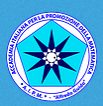 ACCADEMIA ITALIANA PER LA PROMOZIONE DELLA MATEMATICA
"A.I.P.M." - "Alfredo Guido"